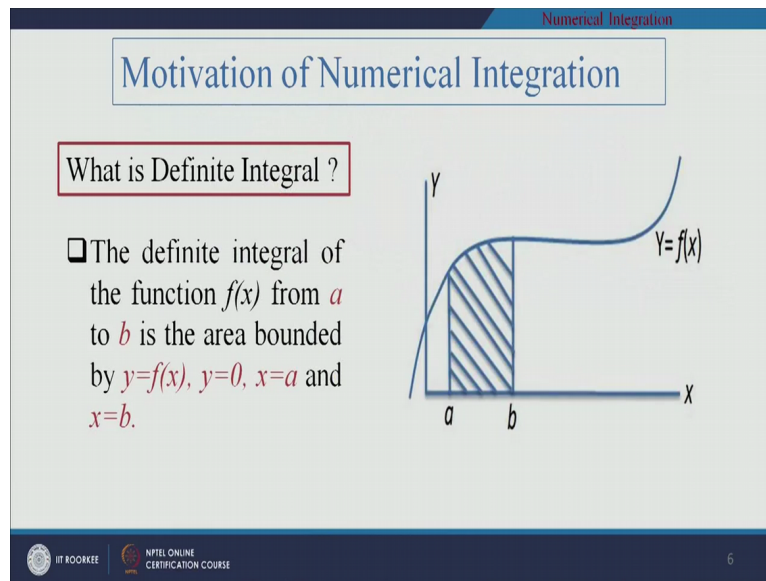 Numerical Integration
Motivation of Numerical Integration
What is Definite Integral ?
❑The definite integral of
the function f(x) from a
to b is the area bounded
by y=f(x), y=0, x=a and
x=b.
Y
Y= f(x)
X
a
b
IIT ROORKEE
NPTEL ONLINE
CERTIFICATION COURSE
6